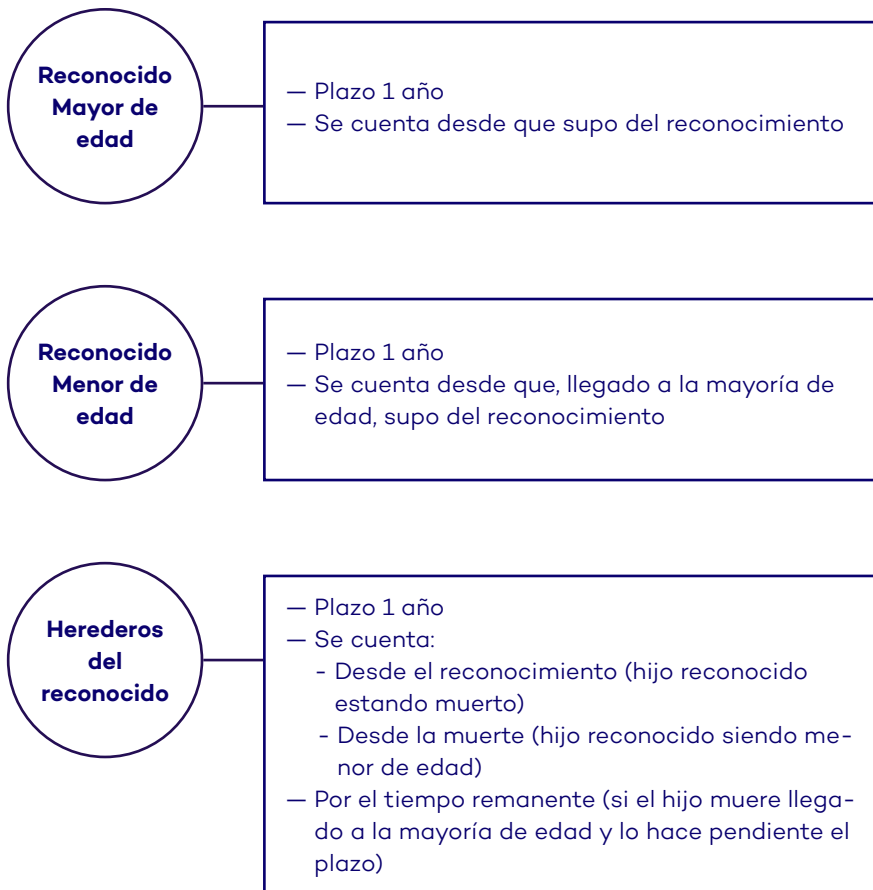 Reconocido
Mayor de
edad
— Plazo 1 año
— Se cuenta desde que supo del reconocimiento
Reconocido
Menor de
edad
— Plazo 1 año
— Se cuenta desde que, llegado a la mayoría de
edad, supo del reconocimiento
Herederos
del
reconocido
— Plazo 1 año
— Se cuenta:
- Desde el reconocimiento (hijo reconocido
estando muerto)
- Desde la muerte (hijo reconocido siendo me-
nor de edad)
— Por el tiempo remanente (si el hijo muere llega-
do a la mayoría de edad y lo hace pendiente el
plazo)